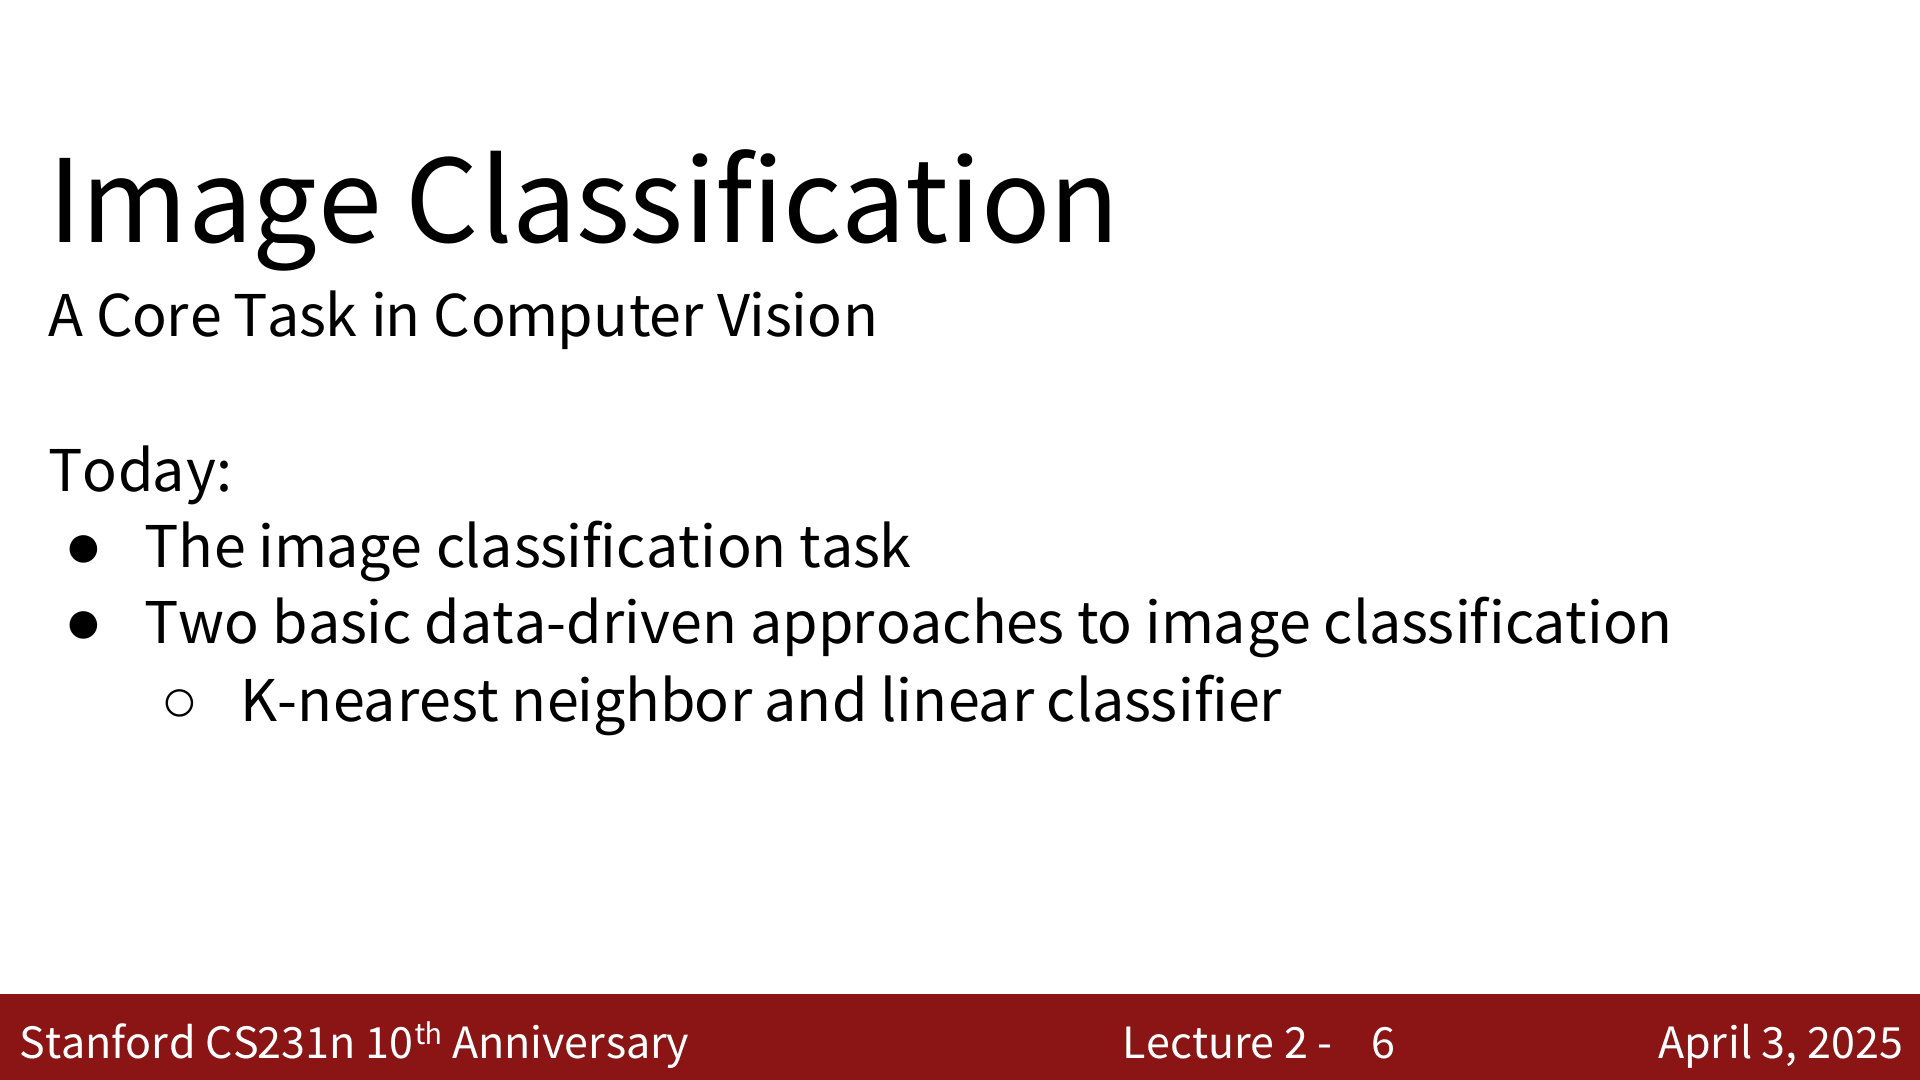 Image Classification
A Core Task in Computer Vision
Today:
● The image classification task
● Two basic data-driven approaches to image classification
○ K-nearest neighbor and linear classifier
Stanford CS231n 10th Anniversary Lecture 2 - 6 April 3, 2025